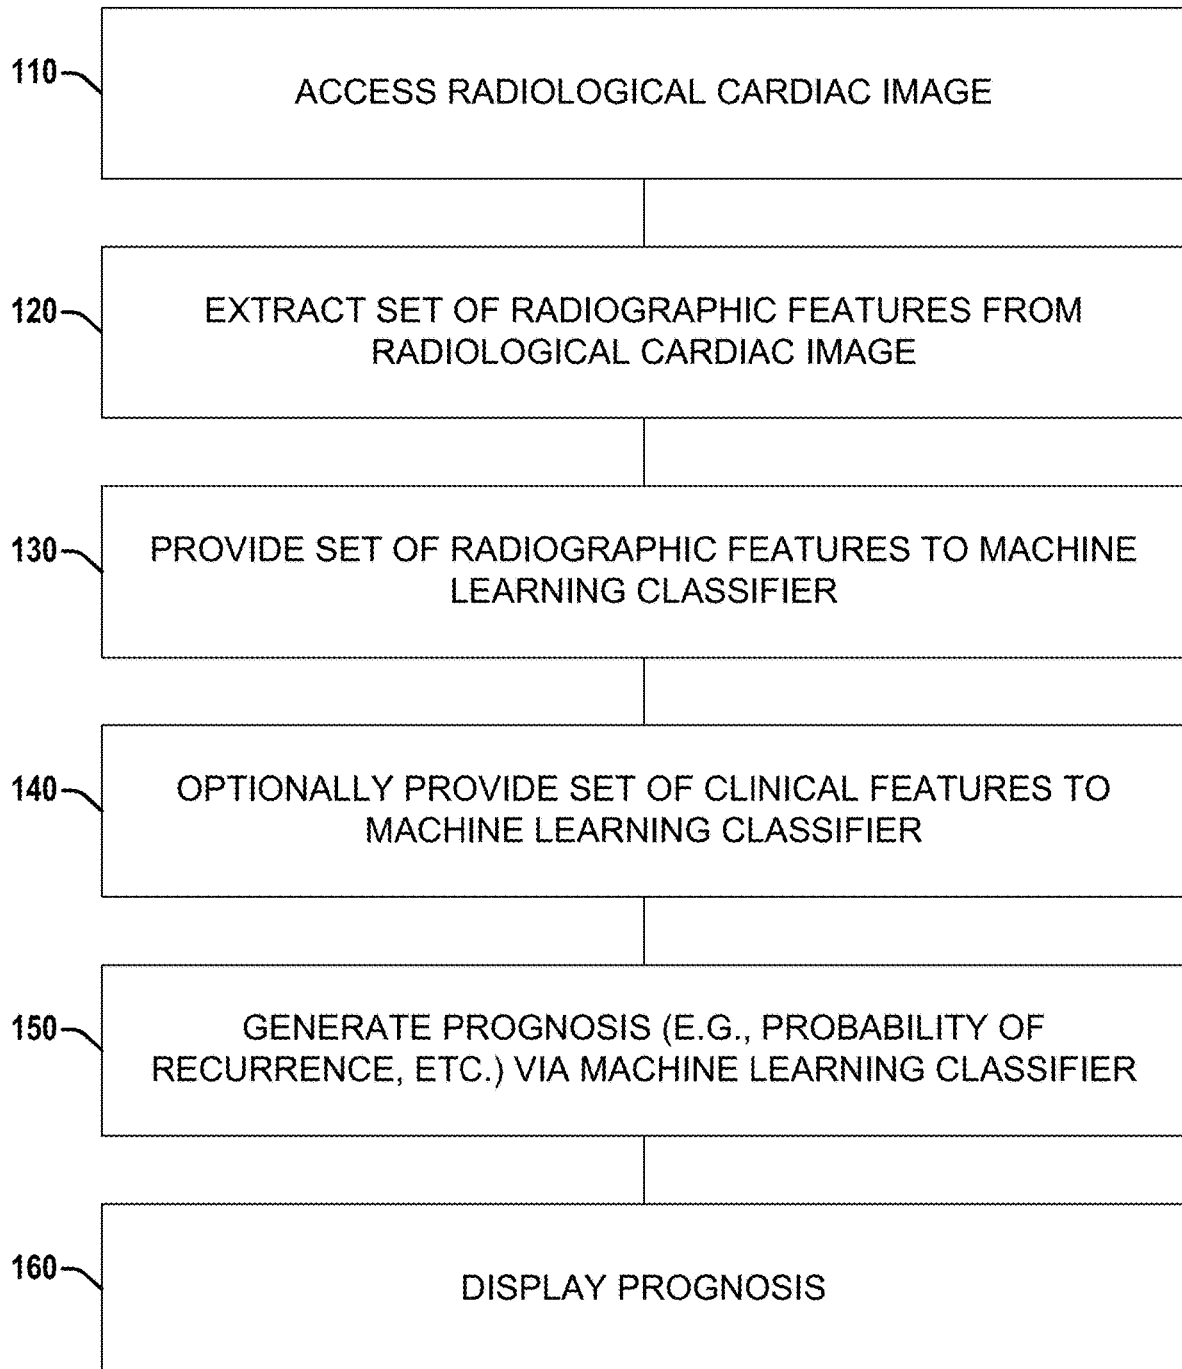 110
ACCESS RADIOLOGICAL CARDIAC IMAGE
120
EXTRACT SET OF RADIOGRAPHIC FEATURES FROM
RADIOLOGICAL CARDIAC IMAGE
130
PROVIDE SET OF RADIOGRAPHIC FEATURES TO MACHINE
LEARNING CLASSIFIER
140
OPTIONALLY PROVIDE SET OF CLINICAL FEATURES TO
MACHINE LEARNING CLASSIFIER
150
GENERATE PROGNOSIS (E.G., PROBABILITY OF
RECURRENCE, ETC.) VIA MACHINE LEARNING CLASSIFIER
160
DISPLAY PROGNOSIS